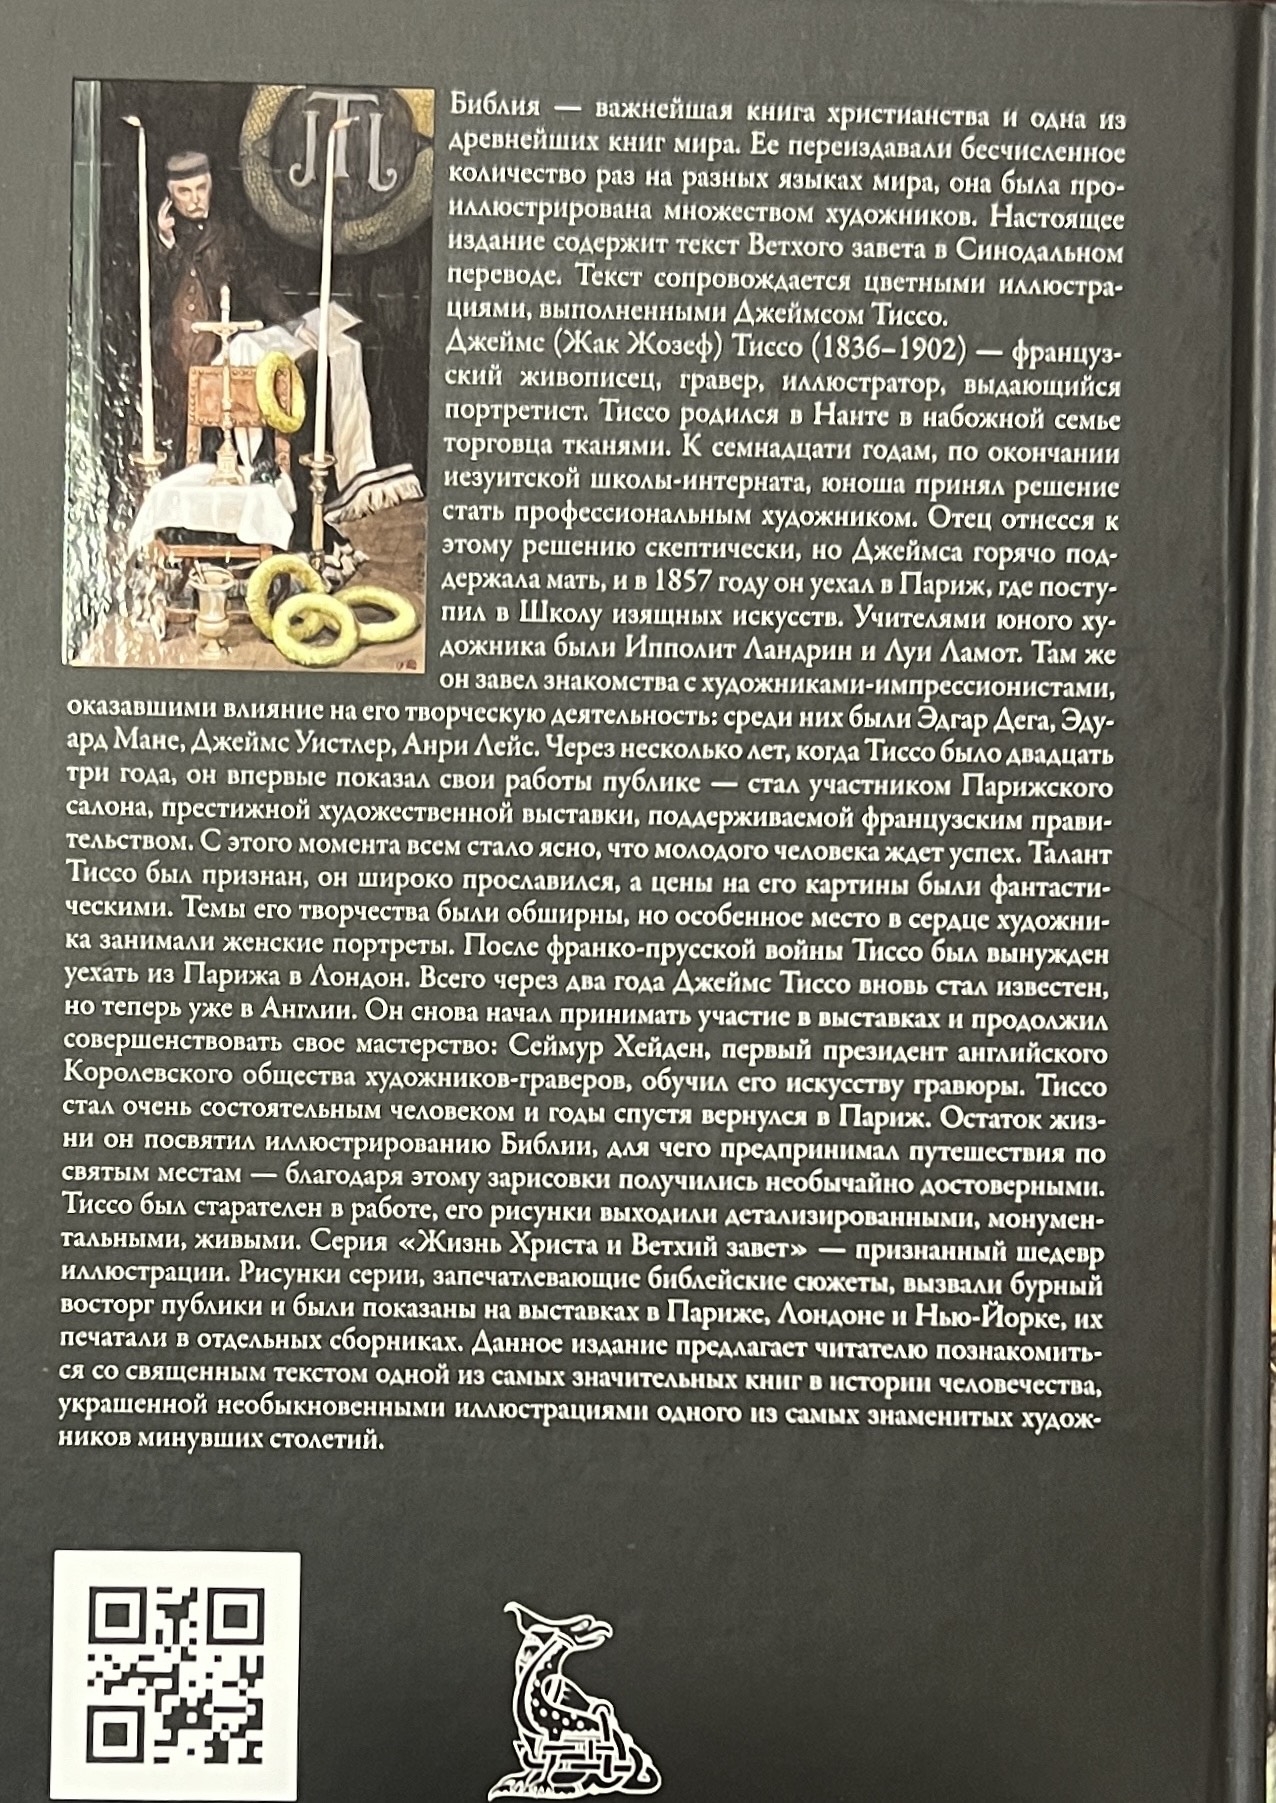 Библия — важнейшая книга христианства и одна из
древнейших книг мира. Ее переиздавали бесчисленное
количество раз на разных языках мира, она была про-
иллюстрирована множеством художников. Настоящее
издание содержит текст Ветхого завета в Синодальном
переводе. Текст сопровождается цветными иллюстра-
циями, выполненными Джеймсом Тиссо.
Джеймс (Жак Жозеф) Тиссо (1836–1902) — француз-
ский живописец, гравер, иллюстратор, выдающийся
портретист. Тиссо родился в Нанте в набожной семье
торговца тканями. К семнадцати годам, по окончании
иезуитской школы-интерната, юноша принял решение
стать профессиональным художником. Отец отнесся к
этому решению скептически, но Джеймса горячо под-
держала мать, и в 1857 году он уехал в Париж, где посту-
пил в Школу изящных искусств. Учителями юного ху-
дожника были Ипполит Ландрин и Луи Ламот. Там же
он завел знакомства с художниками-импрессионистами,
оказавшими влияние на его творческую деятельность: среди них были Эдгар Дега, Эду-
ард Мане, Джеймс Уистлер, Анри Лейс. Через несколько лет, когда Тиссо было двадцать
три года, он впервые показал свои работы публике — стал участником Парижского
салона, престижной художественной выставки, поддерживаемой французским прави-
тельством. С этого момента всем стало ясно, что молодого человека ждет успех. Талант
Тиссо был признан, он широко прославился, а цены на его картины были фантасти-
ческими. Темы его творчества были обширны, но особенное место в сердце художни-
ка занимали женские портреты. После франко-прусской войны Тиссо был вынужден
уехать из Парижа в Лондон. Всего через два года Джеймс Тиссо вновь стал известен,
но теперь уже в Англии. Он снова начал принимать участие в выставках и продолжил
совершенствовать свое мастерство: Сеймур Хейден, первый президент английского
Королевского общества художников-граверов, обучил его искусству гравюры. Тиссо
стал очень состоятельным человеком и годы спустя вернулся в Париж. Остаток жиз-
ни он посвятил иллюстрированию Библии, для чего предпринимал путешествия по
святым местам — благодаря этому зарисовки получились необычайно достоверными.
Тиссо был старателен в работе, его рисунки выходили детализированными, монумен-
тальными, живыми. Серия «Жизнь Христа и Ветхий завет» — признанный шедевр
иллюстрации. Рисунки серии, запечатлевающие библейские сюжеты, вызвали бурный
восторг публики и были показаны на выставках в Париже, Лондоне и Нью-Йорке, их
печатали в отдельных сборниках. Данное издание предлагает читателю познакомить-
ся со священным текстом одной из самых значительных книг в истории человечества,
украшенной необыкновенными иллюстрациями одного из самых знаменитых худож-
ников минувших столетий.